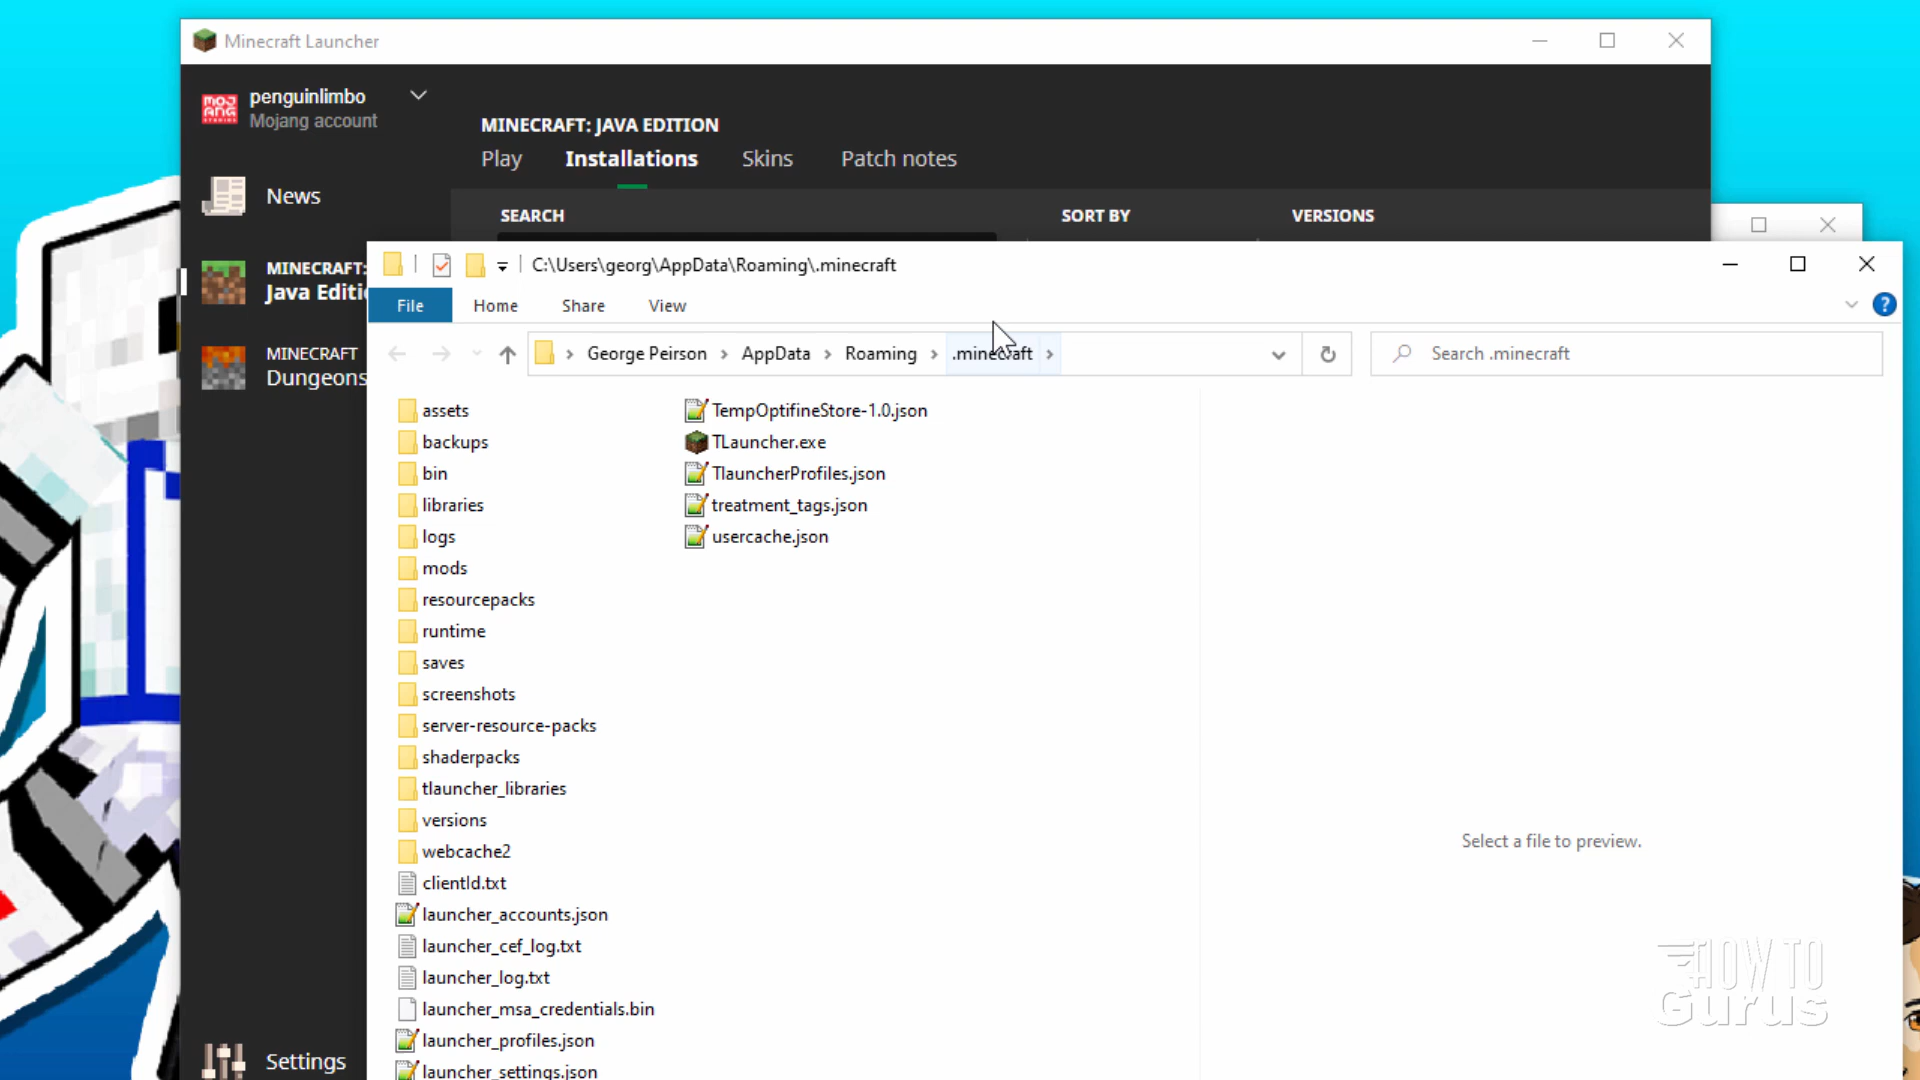 Minecraft Launcher
penguinlimbo
Mojang account
MOJANG STUDIOS
MINECRAFT: JAVA EDITION
Play Installations Skins Patch notes
News
SEARCH SORT BY VERSIONS
MINECRAFT:
Java Editi
MINECRAFT
Dungeons
Settings
C:\Users\georg\AppData\Roaming\.minecraft
File Home Share View
George Peirson AppData Roaming .minecraft
Search .minecraft
assets
backups
bin
libraries
logs
mods
resourcepacks
runtime
saves
screenshots
server-resource-packs
shaderpacks
tlauncher_libraries
versions
webcache2
clientId.txt
launcher_accounts.json
launcher_cef_log.txt
launcher_log.txt
launcher_msa_credentials.bin
launcher_profiles.json
launcher_settings.json
TempOptifineStore-1.0.json
TLauncher.exe
TlauncherProfiles.json
treatment_tags.json
usercache.json
Select a file to preview.
HOW TO
Gurus